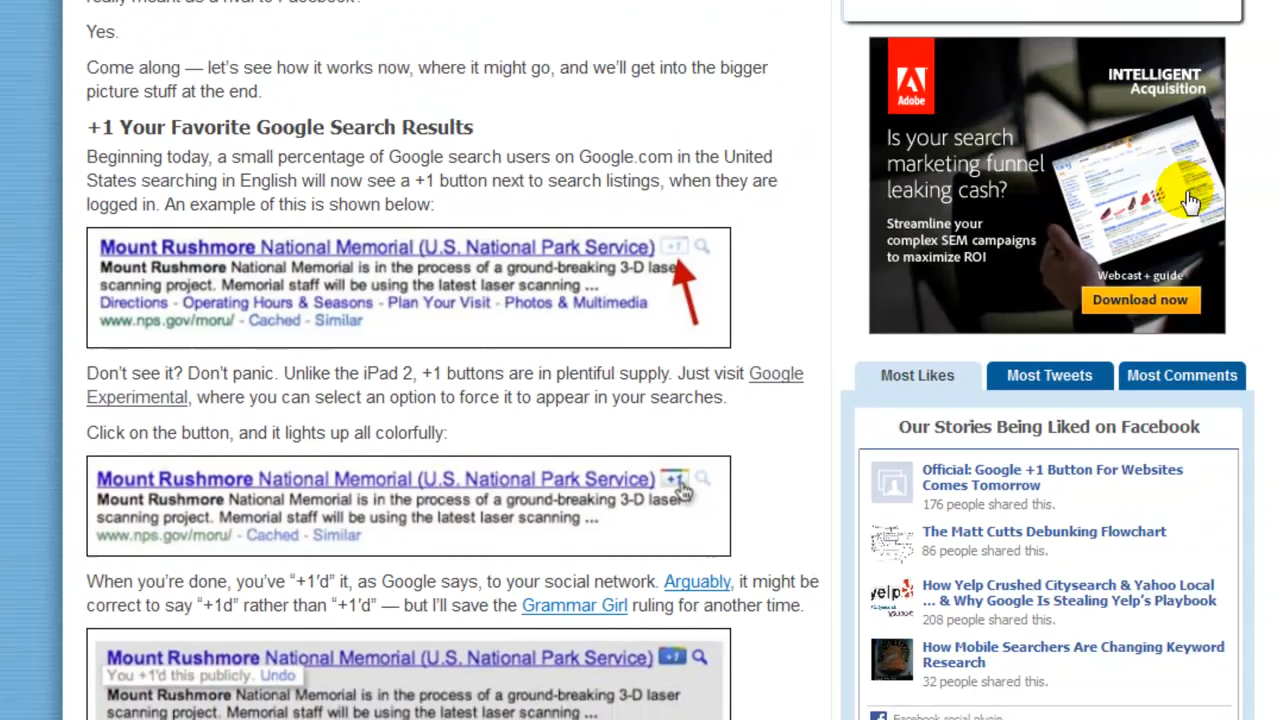 Yes.
Come along — let's see how it works now, where it might go, and we'll get into the bigger
picture stuff at the end.
+1 Your Favorite Google Search Results
Beginning today, a small percentage of Google search users on Google.com in the United
States searching in English will now see a +1 button next to search listings, when they are
logged in. An example of this is shown below:
Mount Rushmore National Memorial (U.S. National Park Service) +1
Mount Rushmore National Memorial is in the process of a ground-breaking 3-D lase
scanning project. Memorial staff will be using the latest laser scanning ...
Directions - Operating Hours & Seasons - Plan Your Visit - Photos & Multimedia
www.nps.gov/moru/ - Cached - Similar
Don't see it? Don't panic. Unlike the iPad 2, +1 buttons are in plentiful supply. Just visit Google
Experimental, where you can select an option to force it to appear in your searches.
Click on the button, and it lights up all colorfully:
Mount Rushmore National Memorial (U.S. National Park Service) +1
Mount Rushmore National Memorial is in the process of a ground-breaking 3-D laser
scanning project. Memorial staff will be using the latest laser scanning ...
www.nps.gov/moru/ - Cached - Similar
When you're done, you've “+1′d” it, as Google says, to your social network. Arguably, it might be
correct to say “+1d” rather than “+1′d” — but I'll save the Grammar Girl ruling for another time.
Mount Rushmore National Memorial (U.S. National Park Service) +1
You +1'd this publicly. Undo
Mount Rushmore National Memorial is in the process of a ground-breaking 3-D laser
scanning project. Memorial staff will be using the latest laser scanning ...
Adobe
INTELLIGENT
Acquisition
Is your search
marketing funnel
leaking cash?
Streamline your
complex SEM campaigns
to maximize ROI
Webcast + guide
Download now
Most Likes
Most Tweets
Most Comments
Our Stories Being Liked on Facebook
Official: Google +1 Button For Websites
Comes Tomorrow
176 people shared this.
The Matt Cutts Debunking Flowchart
86 people shared this.
yelp
How Yelp Crushed Citysearch & Yahoo Local
... & Why Google Is Stealing Yelp's Playbook
208 people shared this.
How Mobile Searchers Are Changing Keyword
Research
32 people shared this.
Facebook social plugin